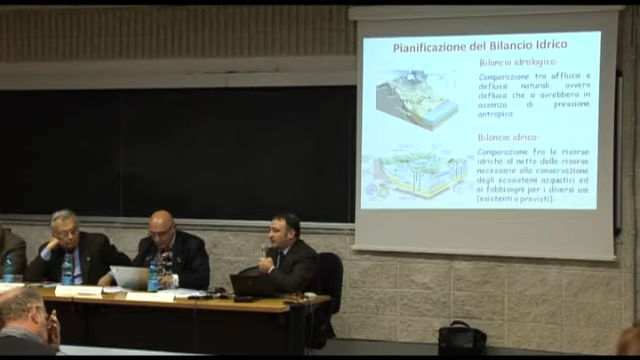 Pianificazione del Bilancio Idrico
Bilancio idrologico:
Comparazione tra afflussi e
deflussi naturali, ovvero
deflussi che si avrebbero in
assenza di pressione
antropica.
Bilancio idrico:
Comparazione fra le risorse
idriche al netto delle risorse
necessarie alla conservazione
degli ecosistemi acquatici ed
ai fabbisogni per i diversi usi
(esistenti o previsti).